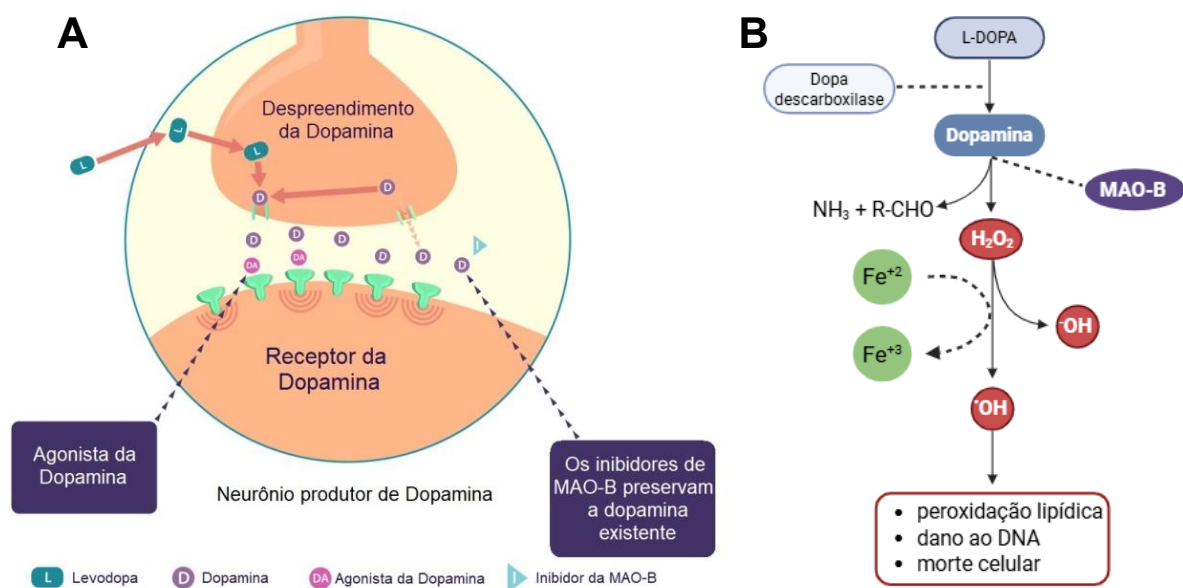 A
Despreendimento
da Dopamina
L
L
L
D
D
D
D
D
D
D
D
I
DA
DA
Receptor da
Dopamina
Agonista da
Dopamina
Os inibidores de
MAO-B preservam
a dopamina
existente
Neurônio produtor de Dopamina
L Levodopa
D Dopamina
DA Agonista da Dopamina
I Inibidor da MAO-B
B
L-DOPA
Dopa
descarboxilase
Dopamina
MAO-B
NH₃ + R-CHO
H₂O₂
Fe⁺²
⁻OH
Fe⁺³
˙OH
• peroxidação lipídica
• dano ao DNA
• morte celular